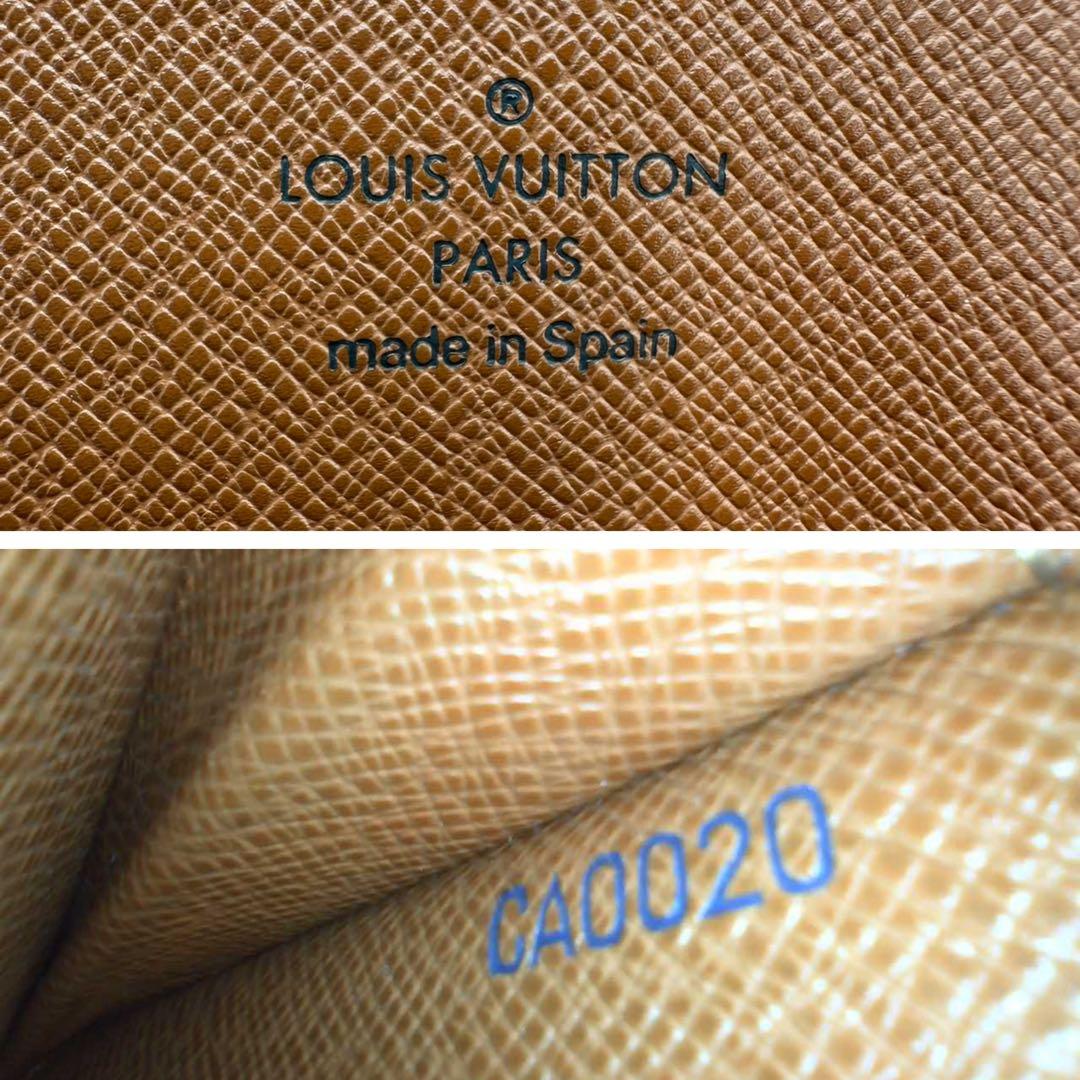 ®
LOUIS VUITTON
PARIS
made in Spain
CA0020